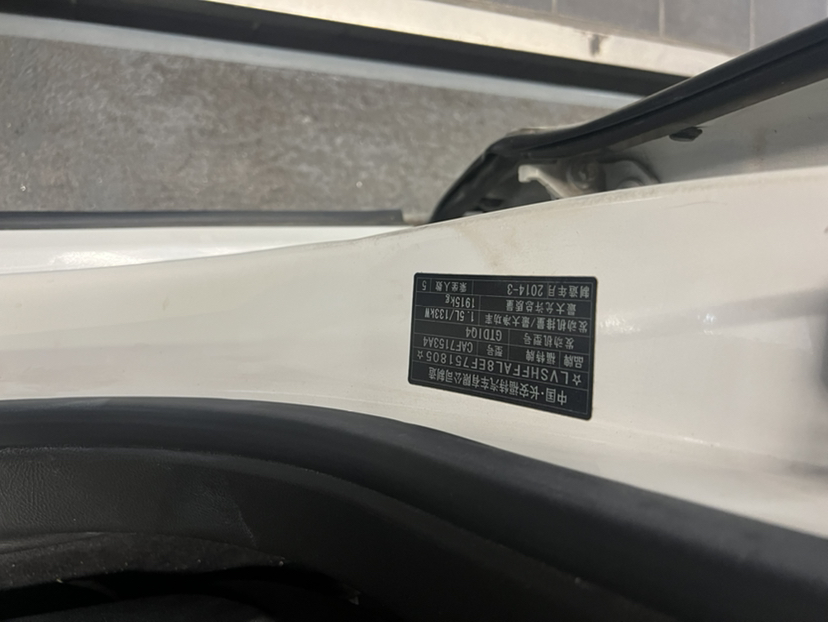 中国·长安福特汽车有限公司制造
☆LVSHFFAL8EF751805☆
品牌 福特牌 型号 CAF7153A4
发动机型号 GTDIQ4
发动机排量/最大净功率 1.5L/133kW
最大允许总质量 1915kg
制造年月 2014-3 乘坐人数 5